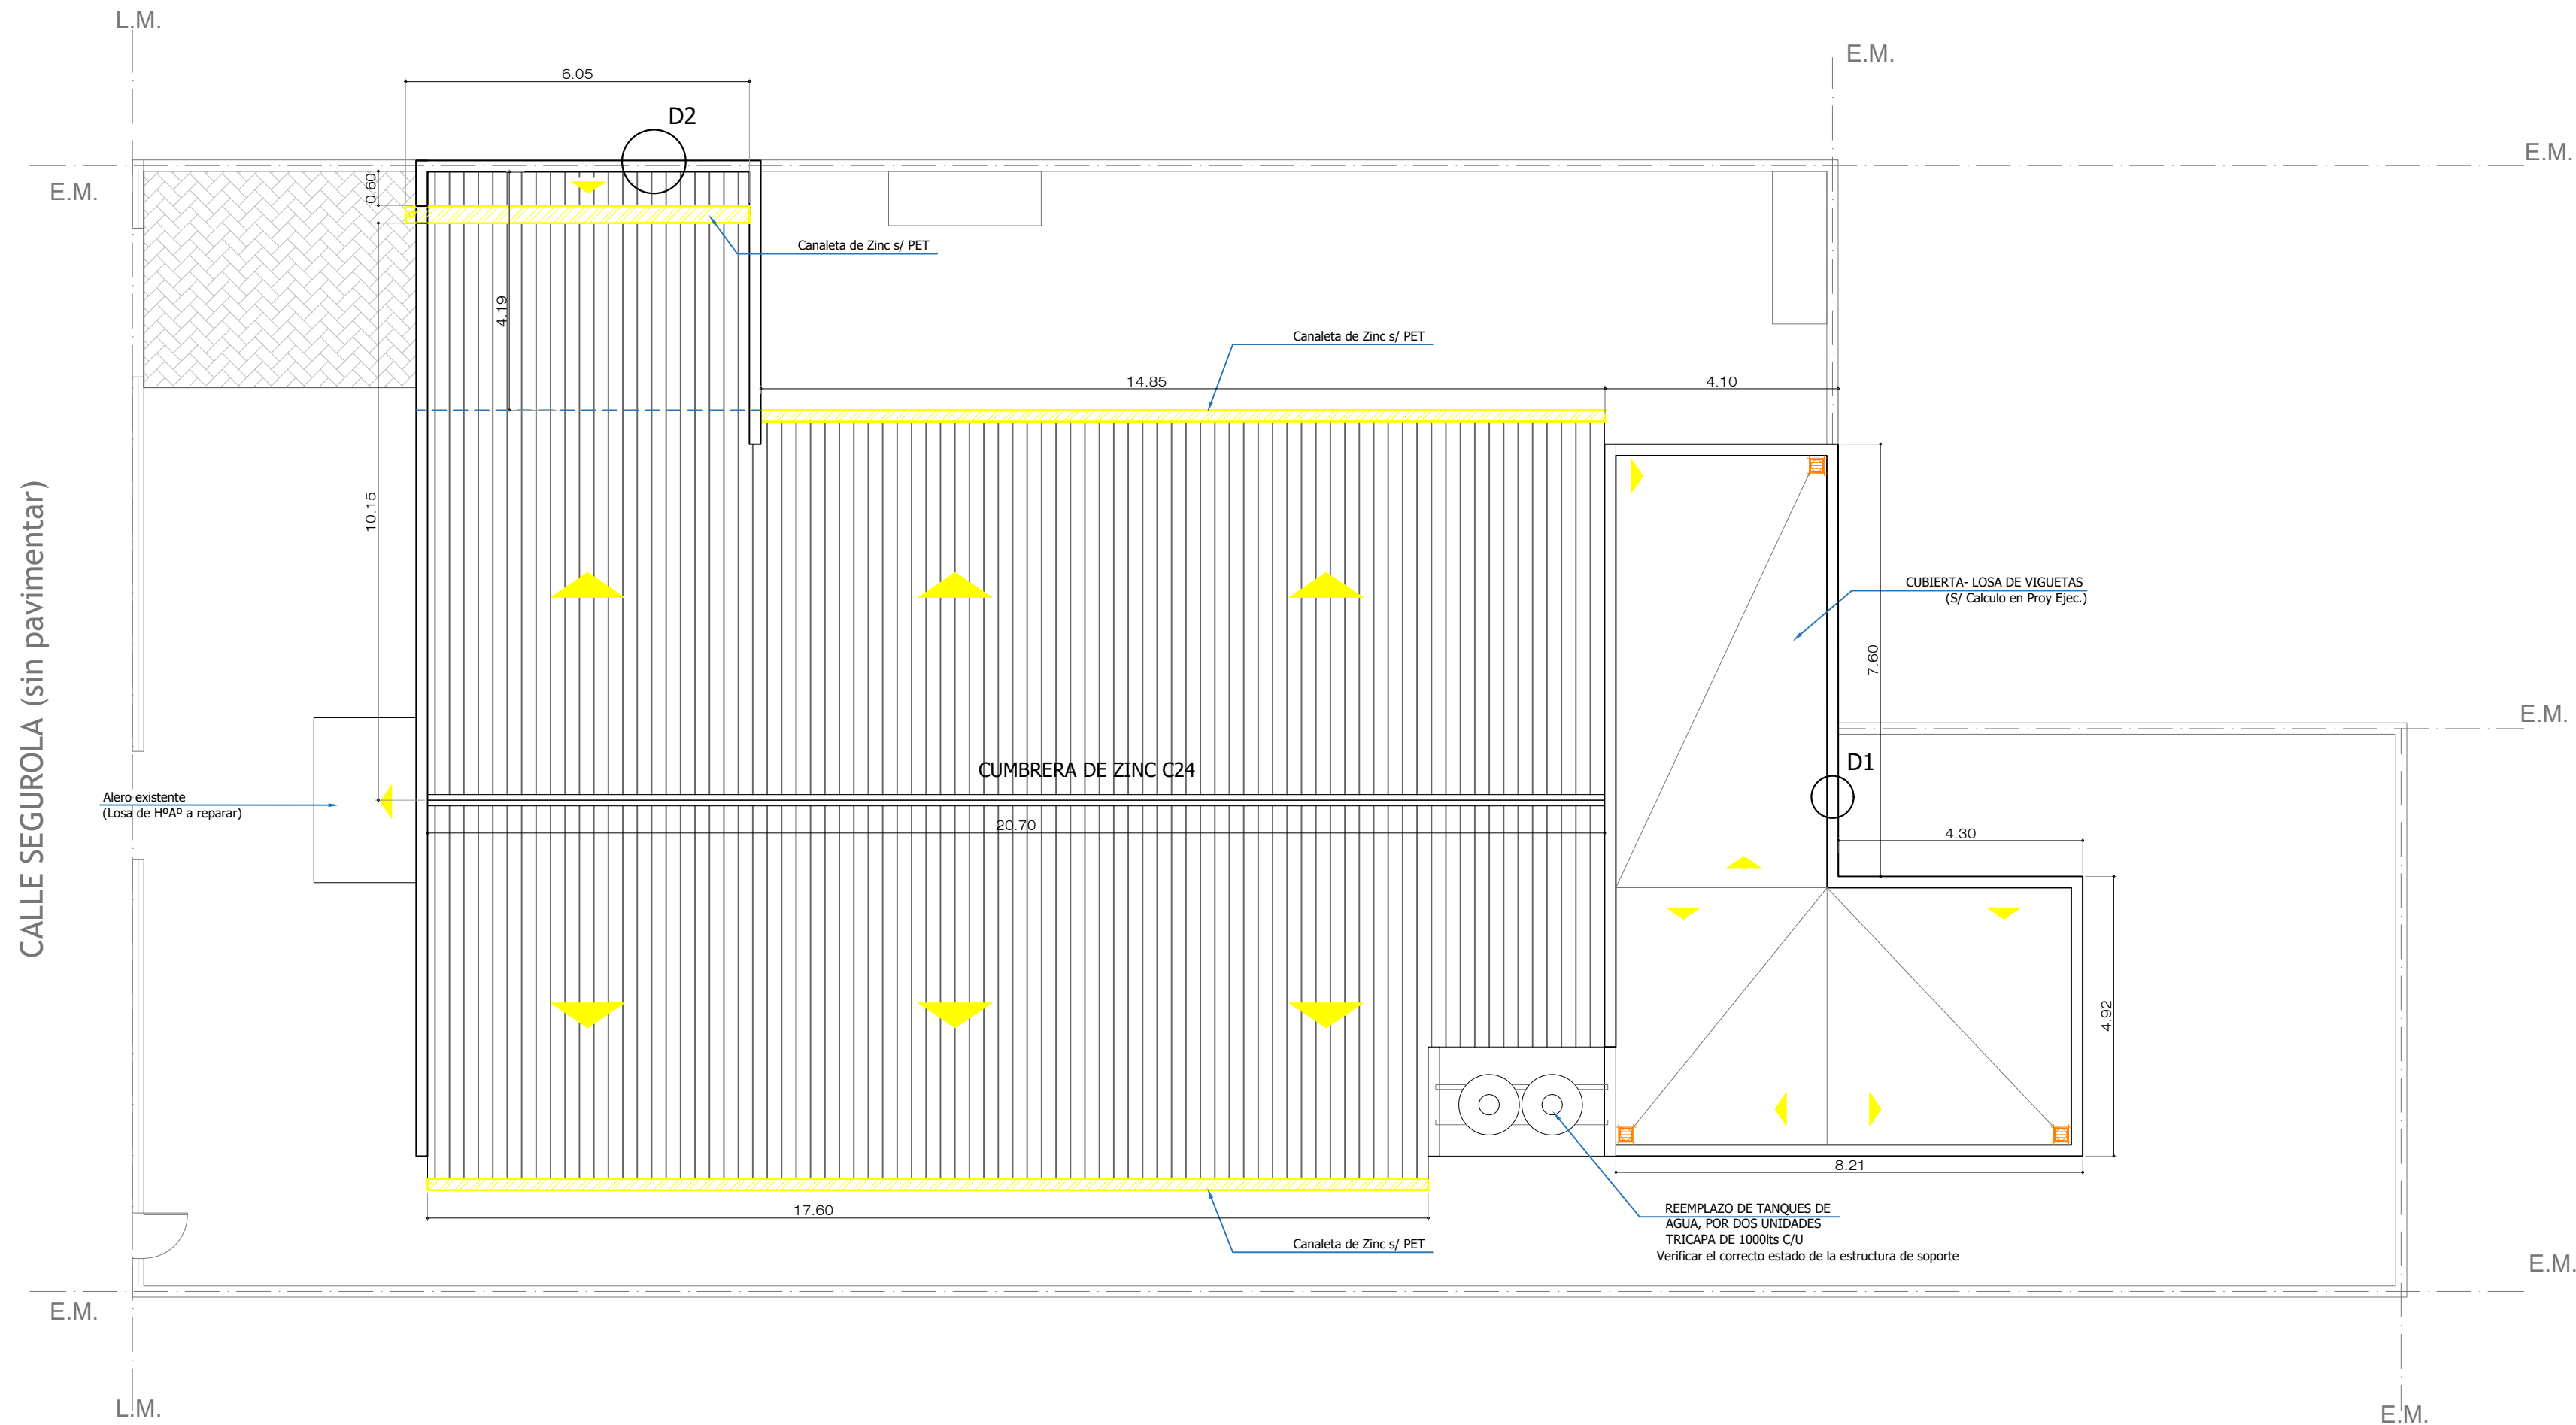 L.M.
E.M.
6.05
D2
E.M.
E.M.
0.60
Canaleta de Zinc s/ PET
4.19
Canaleta de Zinc s/ PET
14.85
4.10
10.15
CALLE SEGUROLA (sin pavimentar)
CUBIERTA- LOSA DE VIGUETAS
(S/ Calculo en Proy Ejec.)
7.60
E.M.
CUMBRERA DE ZINC C24
D1
Alero existente
(Losa de HºAº a reparar)
20.70
4.30
4.92
8.21
17.60
REEMPLAZO DE TANQUES DE
AGUA, POR DOS UNIDADES
TRICAPA DE 1000lts C/U
Verificar el correcto estado de la estructura de soporte
Canaleta de Zinc s/ PET
E.M.
E.M.
L.M.
E.M.